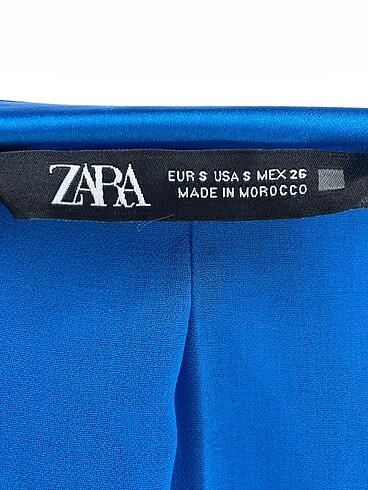 ZARA
EUR S USA S MEX 26
MADE IN MOROCCO